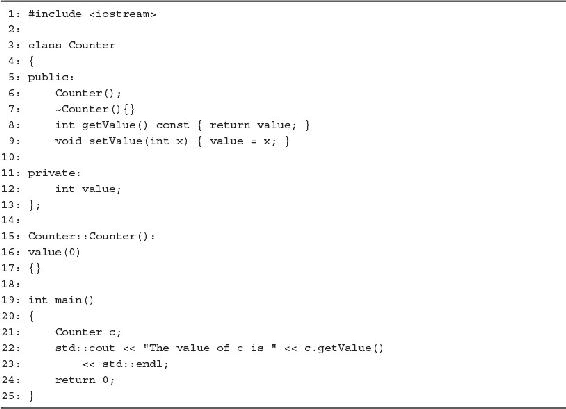 1: #include <iostream>
2:
3: class Counter
4: {
5: public:
6:     Counter();
7:     ~Counter(){}
8:     int getValue() const { return value; }
9:     void setValue(int x) { value = x; }
10:
11: private:
12:     int value;
13: };
14:
15: Counter::Counter():
16: value(0)
17: {}
18:
19: int main()
20: {
21:     Counter c;
22:     std::cout << "The value of c is " << c.getValue()
23:         << std::endl;
24:     return 0;
25: }